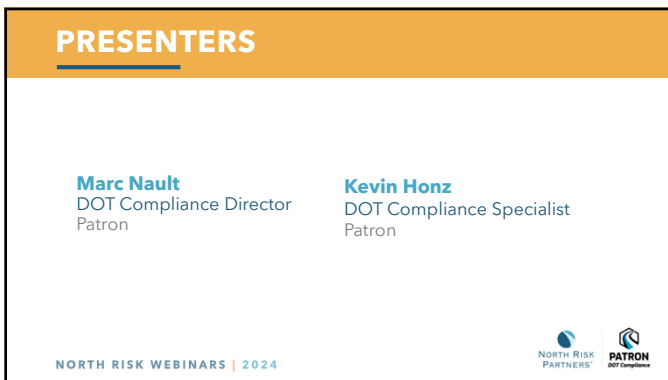 PRESENTERS
Marc Nault
DOT Compliance Director
Patron
Kevin Honz
DOT Compliance Specialist
Patron
NORTH RISK WEBINARS | 2024
NORTH RISK
PARTNERS
PATRON
DOT Compliance